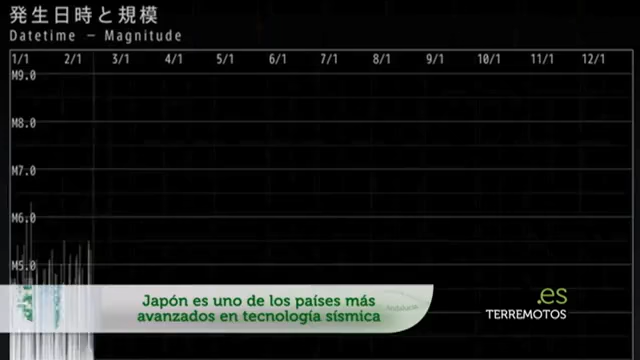 発生日時と規模
Datetime − Magnitude
1/1 2/1 3/1 4/1 5/1 6/1 7/1 8/1 9/1 10/1 11/1 12/1
M9.0
M8.0
M7.0
M6.0
M5.0
Japón es uno de los países más
avanzados en tecnología sísmica
.es
TERREMOTOS